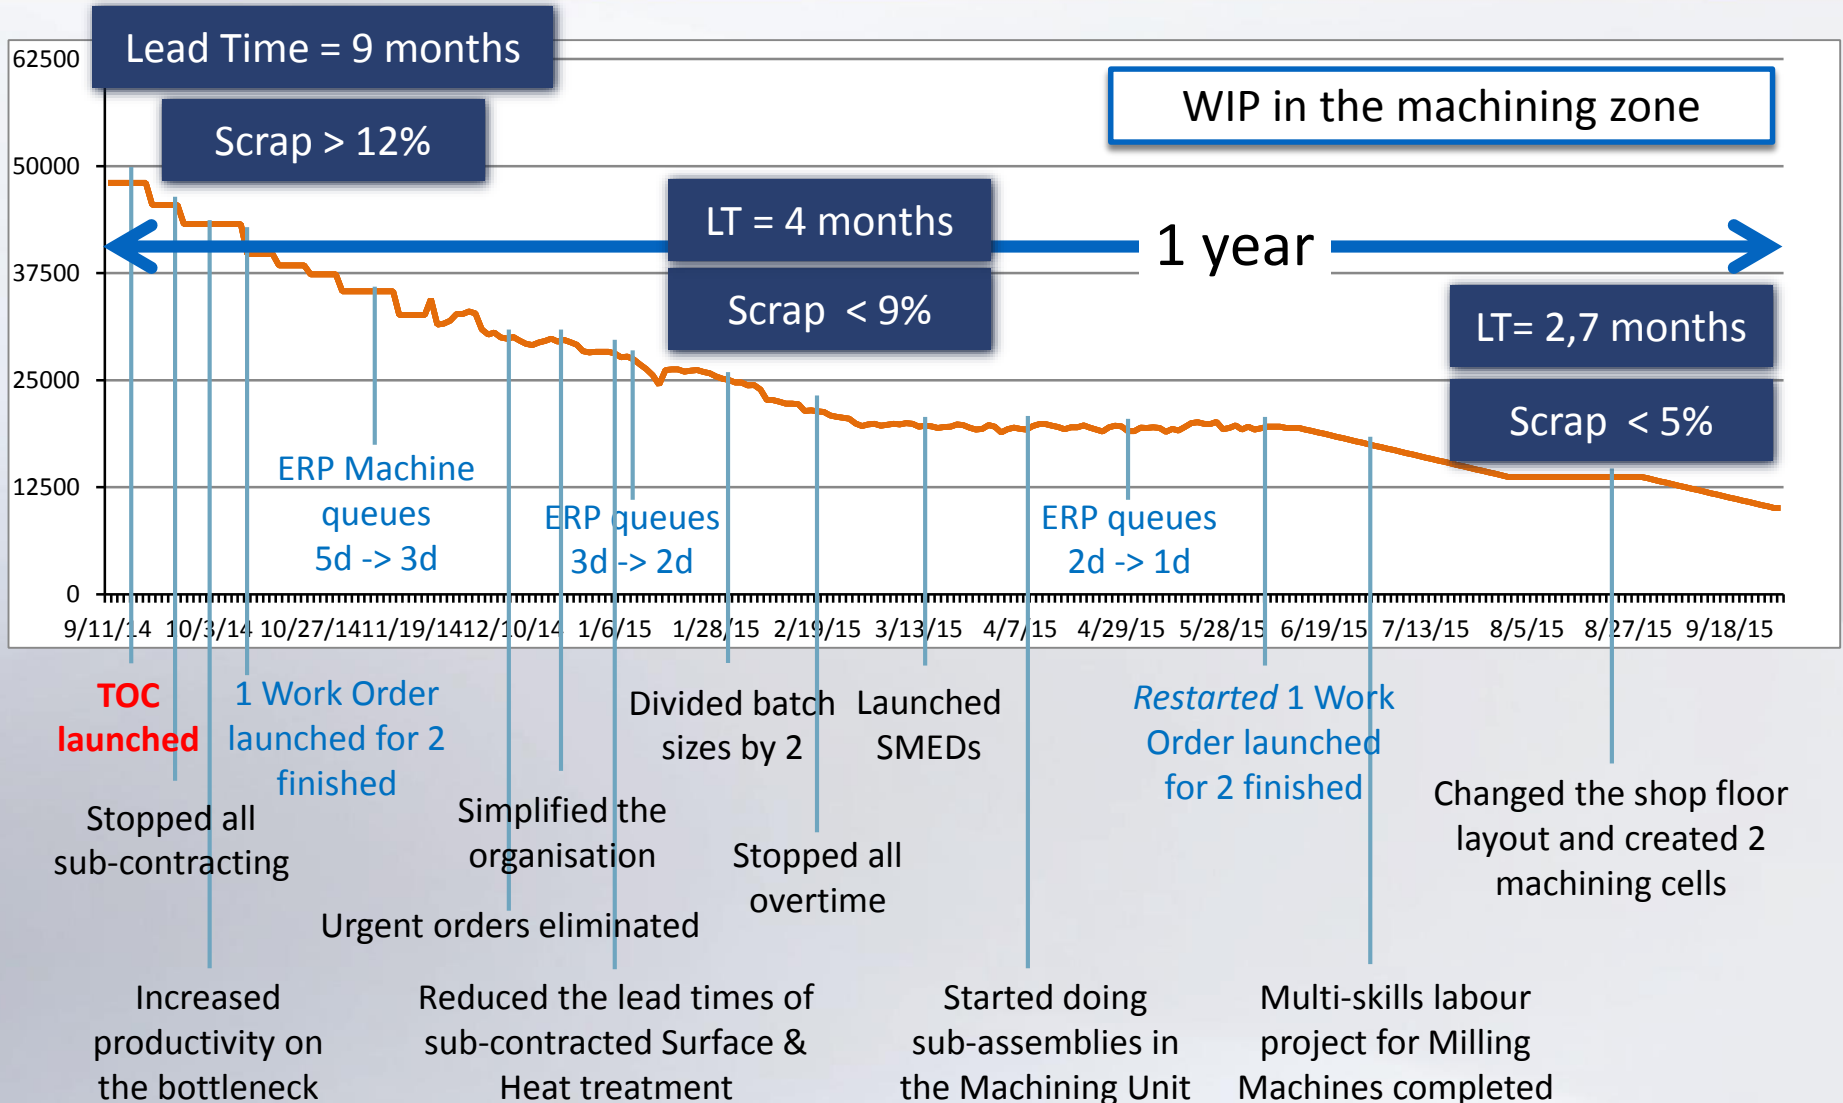 Lead Time = 9 months
Scrap > 12%
WIP in the machining zone
LT = 4 months
Scrap < 9%
1 year
LT= 2,7 months
Scrap < 5%
62500
50000
37500
25000
12500
0
ERP Machine
queues
5d -> 3d
ERP queues
3d -> 2d
ERP queues
2d -> 1d
9/11/14 10/3/14 10/27/14 11/19/14 12/10/14 1/6/15 1/28/15 2/19/15 3/13/15 4/7/15 4/29/15 5/28/15 6/19/15 7/13/15 8/5/15 8/27/15 9/18/15
TOC
launched
1 Work Order
launched for 2
finished
Divided batch
sizes by 2
Launched
SMEDs
Restarted 1 Work
Order launched
for 2 finished
Stopped all
sub-contracting
Simplified the
organisation
Stopped all
overtime
Changed the shop floor
layout and created 2
machining cells
Urgent orders eliminated
Increased
productivity on
the bottleneck
Reduced the lead times of
sub-contracted Surface &
Heat treatment
Started doing
sub-assemblies in
the Machining Unit
Multi-skills labour
project for Milling
Machines completed